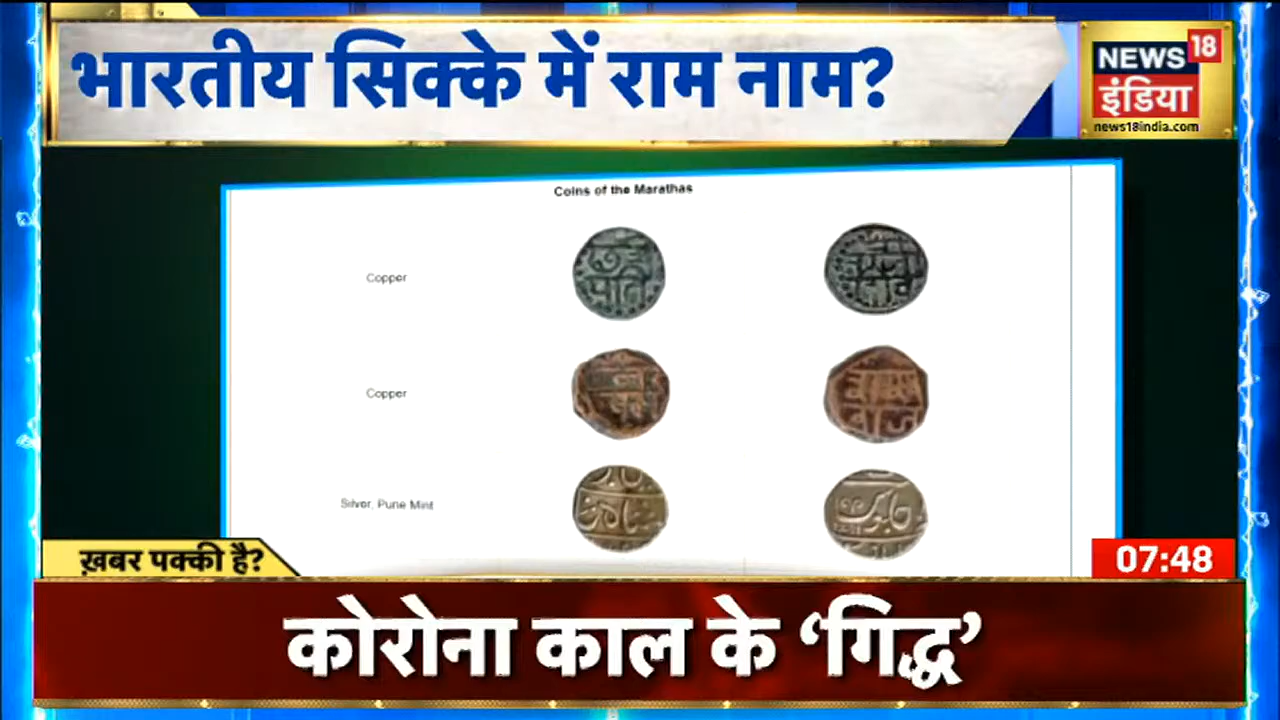 भारतीय सिक्के में राम नाम?
NEWS 18
इंडिया
news18india.com
Coins of the Marathas
Copper
Copper
Silver, Pune Mint
ख़बर पक्की है?
07:48
कोरोना काल के ‘गिद्ध’